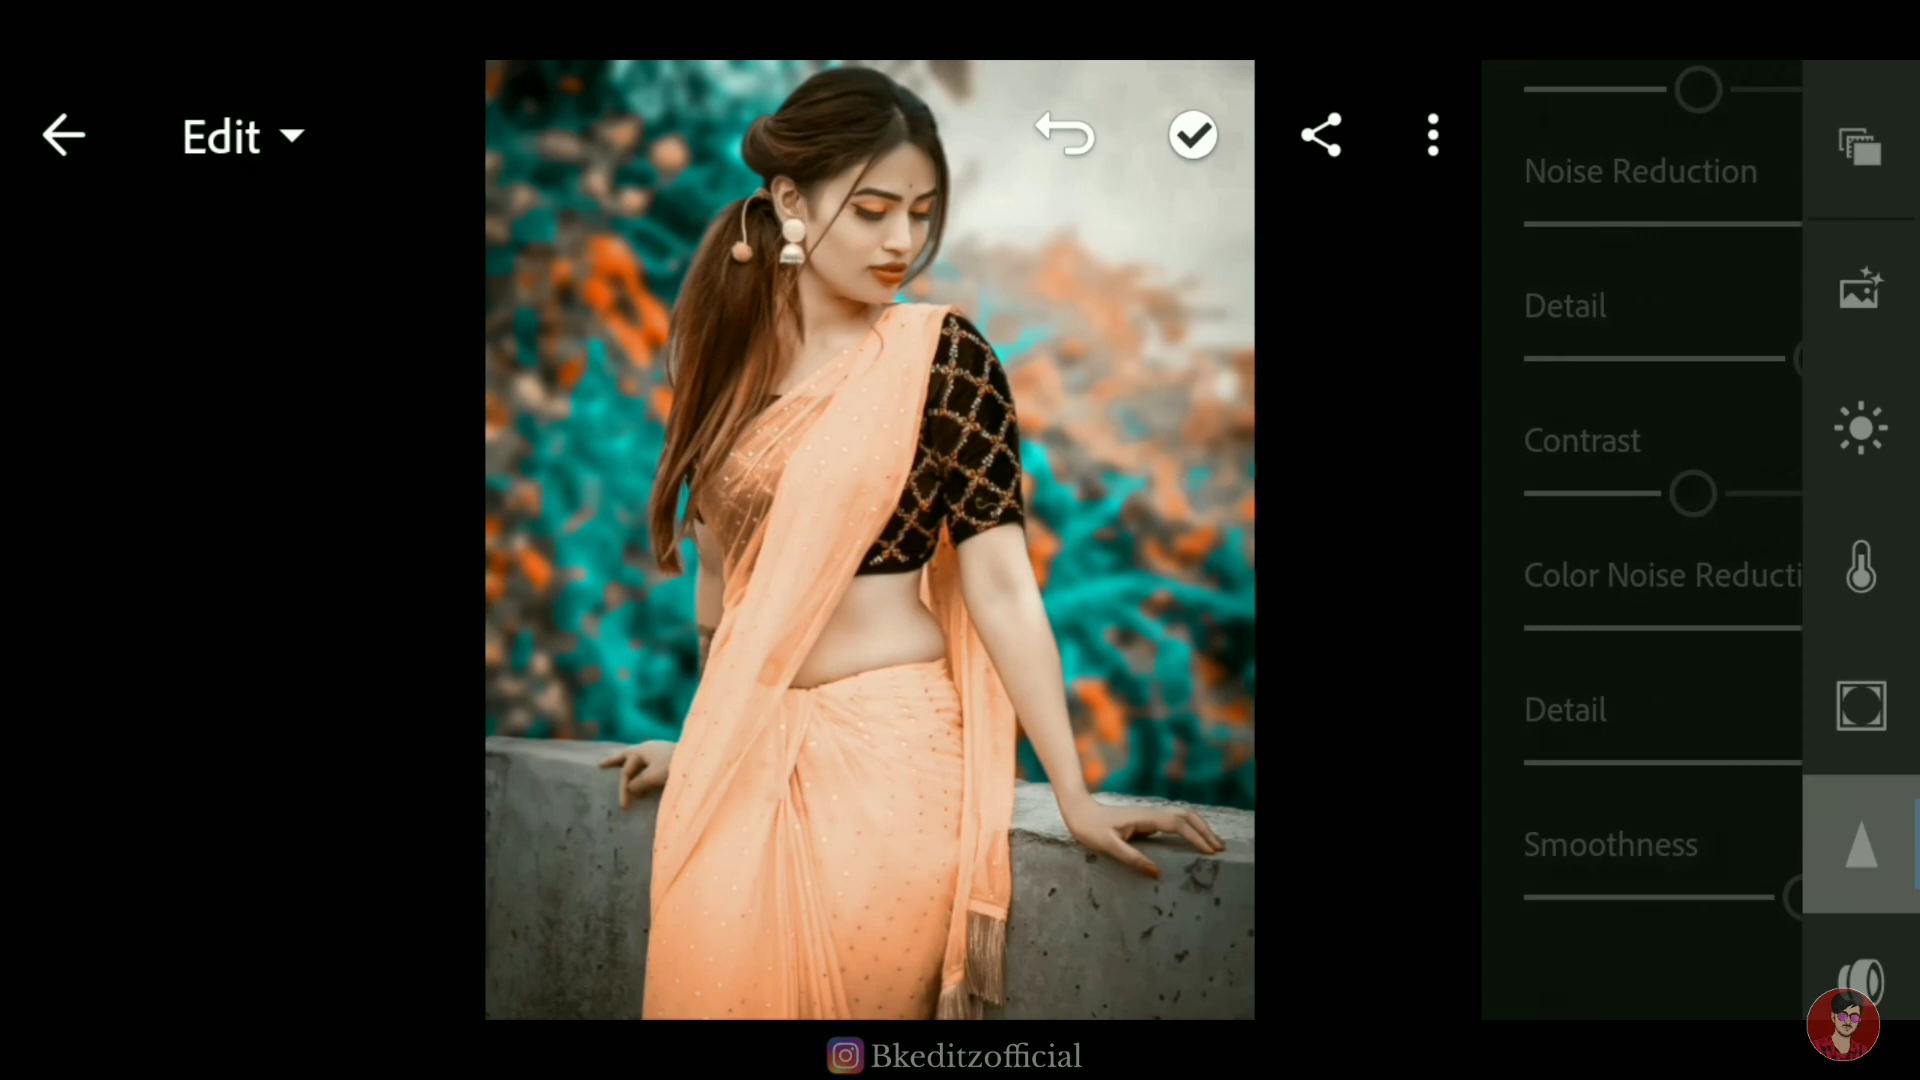 Edit
Noise Reduction
Detail
Contrast
Color Noise Reducti
Detail
Smoothness
Bkeditzofficial